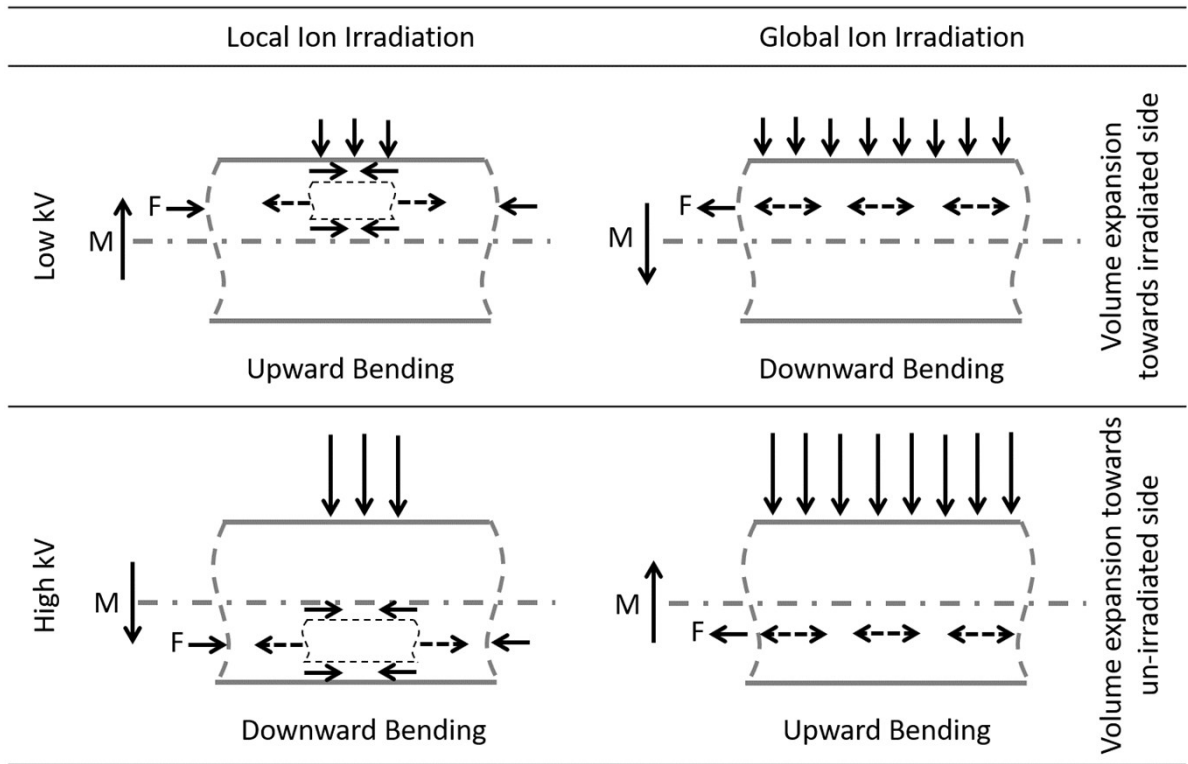 Local Ion Irradiation
Global Ion Irradiation
Low kV
F
M
Upward Bending
F
M
Downward Bending
Volume expansion
towards irradiated side
High kV
M
F
Downward Bending
M
F
Upward Bending
Volume expansion towards
un-irradiated side